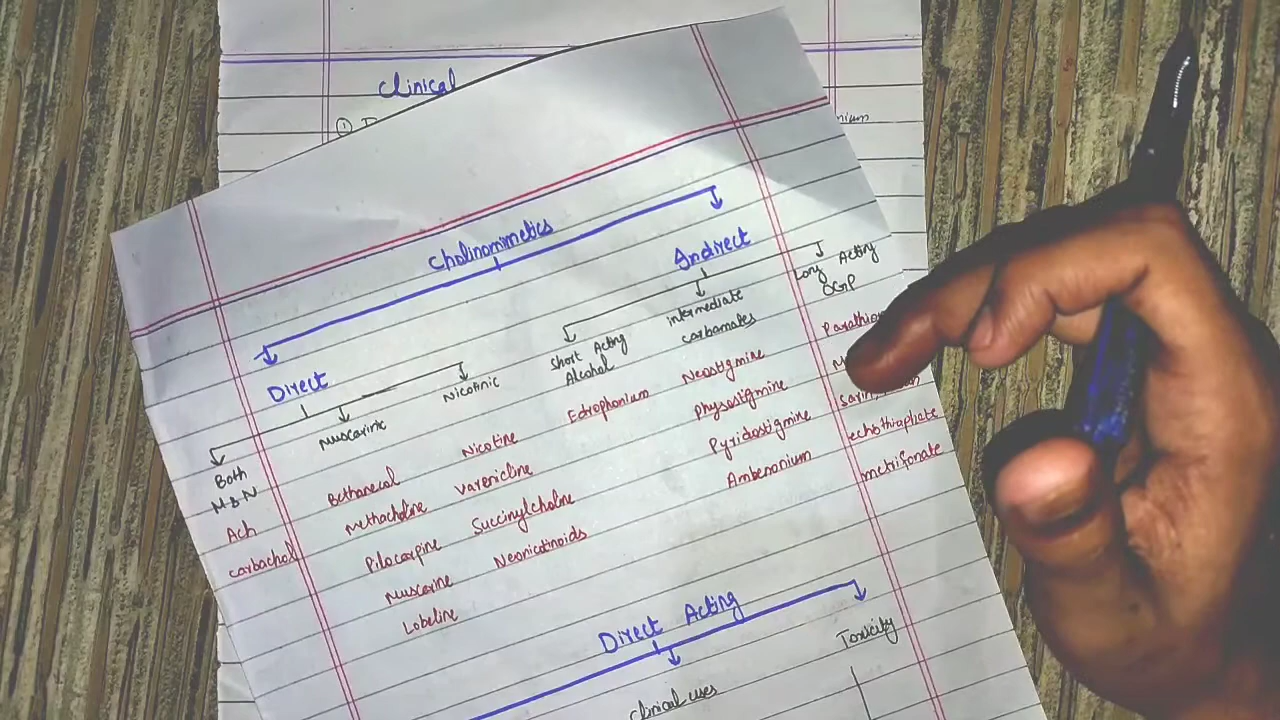 Clinical
①
nium
Cholinomimetics
Direct
Both
M & N
Ach
carbachol
Muscarinic
Bethanecol
Methacholine
Pilocarpine
Muscarine
Lobeline
Nicotinic
Nicotine
varenicline
Succinylcholine
Neonicotinoids
Indirect
Short Acting
Alcohol
Edrophonium
intermediate
carbamates
Neostigmine
Physostigmine
Pyridostigmine
Ambenonium
Long Acting
Parathion
echothiophate
metrifonate
Direct Acting
clinical uses
Toxicity